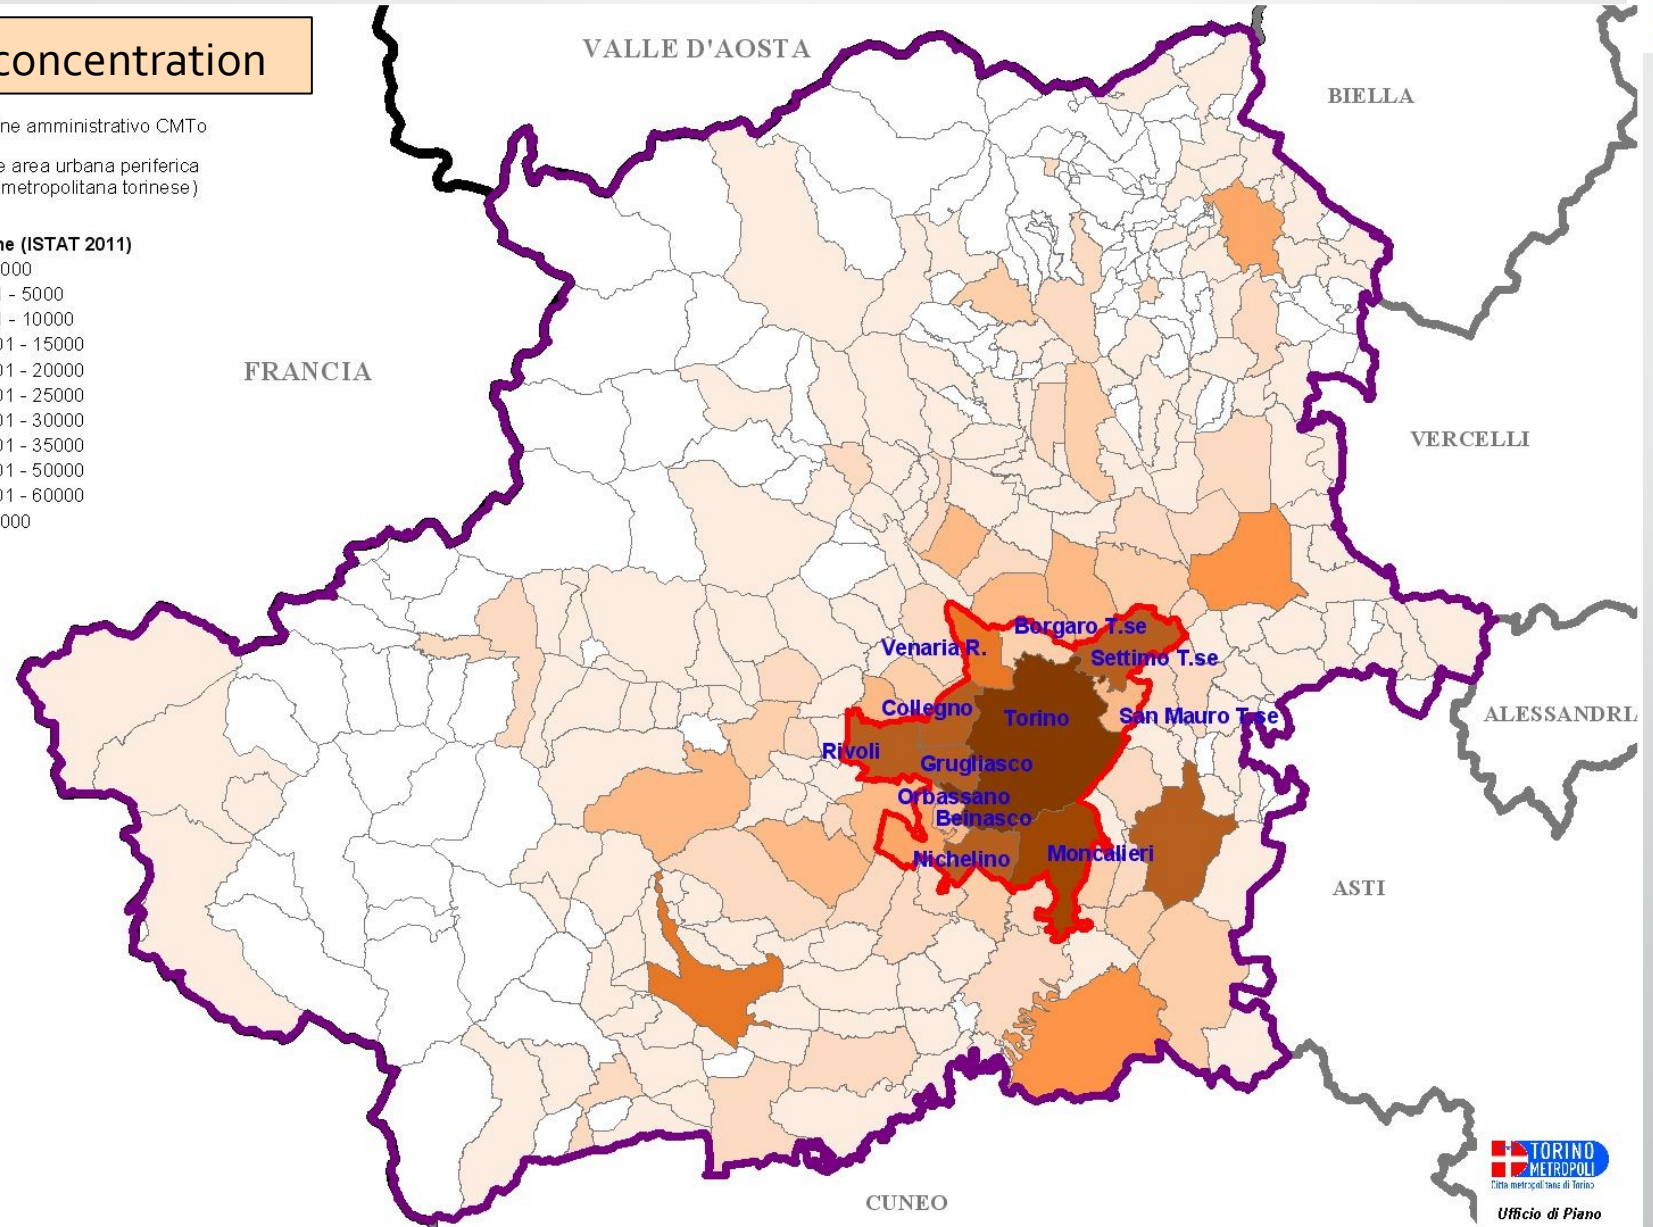 concentration
ne amministrativo CMTo
e area urbana periferica
metropolitana torinese)
ne (ISTAT 2011)
000
- 5000
- 10000
01 - 15000
01 - 20000
01 - 25000
01 - 30000
01 - 35000
01 - 50000
01 - 60000
000
VALLE D'AOSTA
BIELLA
FRANCIA
VERCELLI
Borgaro T.se
Venaria R.
Settimo T.se
Collegno
Torino
San Mauro T.se
ALESSANDRI
Rivoli
Grugliasco
Orbassano
Beinasco
Nichelino
Moncalieri
ASTI
CUNEO
TORINO
METROPOLI
Città metropolitana di Torino
Ufficio di Piano